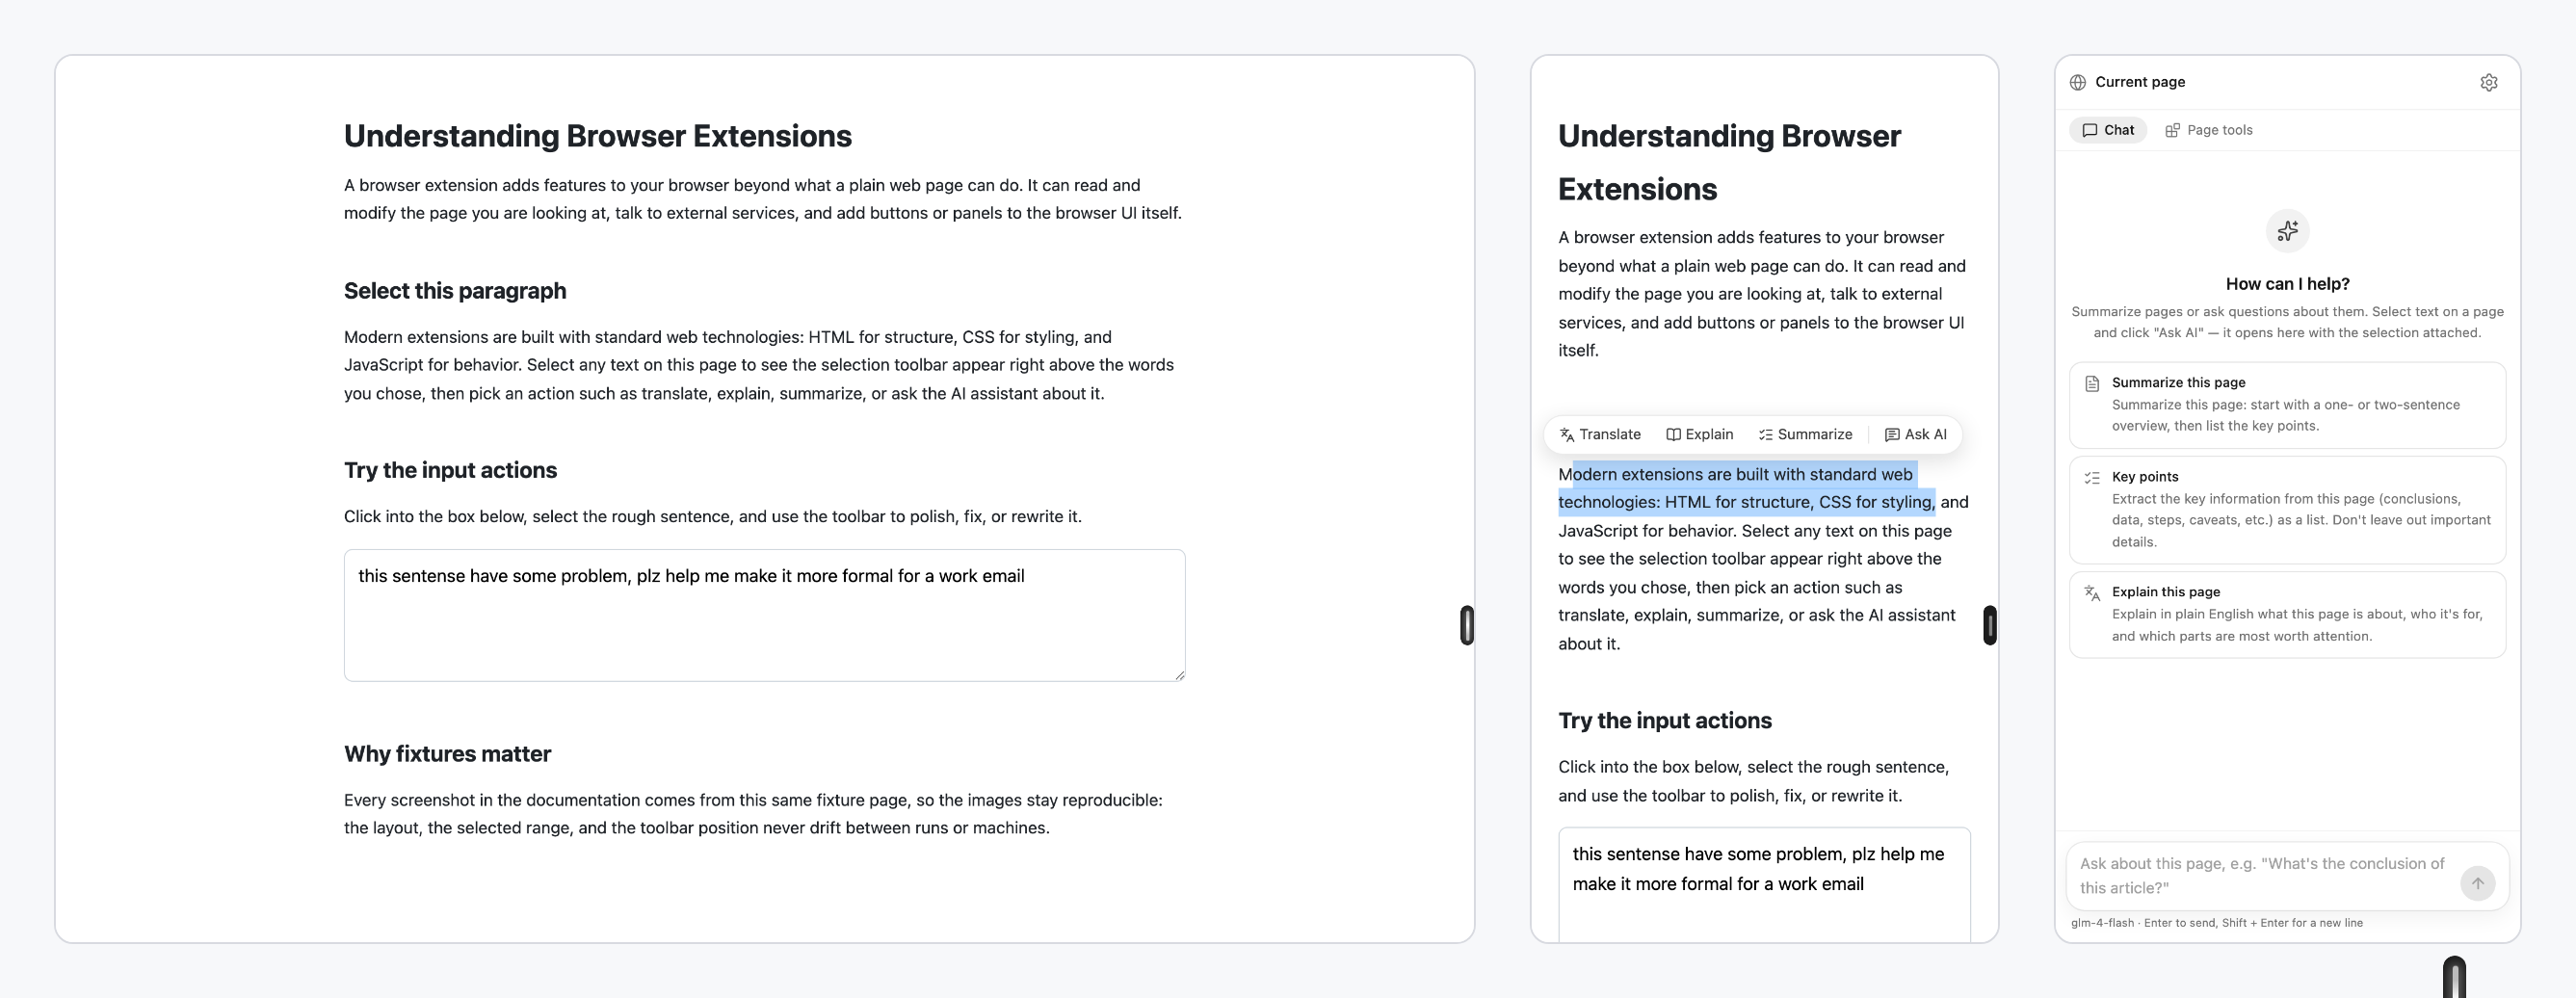 Understanding Browser Extensions
A browser extension adds features to your browser beyond what a plain web page can do. It can read and
modify the page you are looking at, talk to external services, and add buttons or panels to the browser UI itself.
Select this paragraph
Modern extensions are built with standard web technologies: HTML for structure, CSS for styling, and
JavaScript for behavior. Select any text on this page to see the selection toolbar appear right above the words
you chose, then pick an action such as translate, explain, summarize, or ask the AI assistant about it.
Try the input actions
Click into the box below, select the rough sentence, and use the toolbar to polish, fix, or rewrite it.
this sentense have some problem, plz help me make it more formal for a work email
Why fixtures matter
Every screenshot in the documentation comes from this same fixture page, so the images stay reproducible:
the layout, the selected range, and the toolbar position never drift between runs or machines.
Understanding Browser
Extensions
A browser extension adds features to your browser
beyond what a plain web page can do. It can read and
modify the page you are looking at, talk to external
services, and add buttons or panels to the browser UI
itself.
Translate Explain Summarize Ask AI
Modern extensions are built with standard web
technologies: HTML for structure, CSS for styling, and
JavaScript for behavior. Select any text on this page
to see the selection toolbar appear right above the
words you chose, then pick an action such as
translate, explain, summarize, or ask the AI assistant
about it.
Try the input actions
Click into the box below, select the rough sentence,
and use the toolbar to polish, fix, or rewrite it.
this sentense have some problem, plz help me
make it more formal for a work email
Current page
Chat Page tools
How can I help?
Summarize pages or ask questions about them. Select text on a page
and click "Ask AI" — it opens here with the selection attached.
Summarize this page
Summarize this page: start with a one- or two-sentence
overview, then list the key points.
Key points
Extract the key information from this page (conclusions,
data, steps, caveats, etc.) as a list. Don't leave out important
details.
Explain this page
Explain in plain English what this page is about, who it's for,
and which parts are most worth attention.
Ask about this page, e.g. "What's the conclusion of
this article?"
glm-4-flash · Enter to send, Shift + Enter for a new line